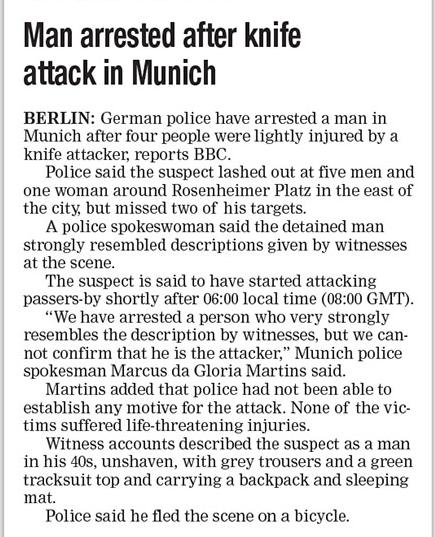 Man arrested after knife
attack in Munich
BERLIN: German police have arrested a man in
Munich after four people were lightly injured by a
knife attacker, reports BBC.
Police said the suspect lashed out at five men and
one woman around Rosenheimer Platz in the east of
the city, but missed two of his targets.
A police spokeswoman said the detained man
strongly resembled descriptions given by witnesses
at the scene.
The suspect is said to have started attacking
passers-by shortly after 06:00 local time (08:00 GMT).
“We have arrested a person who very strongly
resembles the description by witnesses, but we can-
not confirm that he is the attacker,” Munich police
spokesman Marcus da Gloria Martins said.
Martins added that police had not been able to
establish any motive for the attack. None of the vic-
tims suffered life-threatening injuries.
Witness accounts described the suspect as a man
in his 40s, unshaven, with grey trousers and a green
tracksuit top and carrying a backpack and sleeping
mat.
Police said he fled the scene on a bicycle.